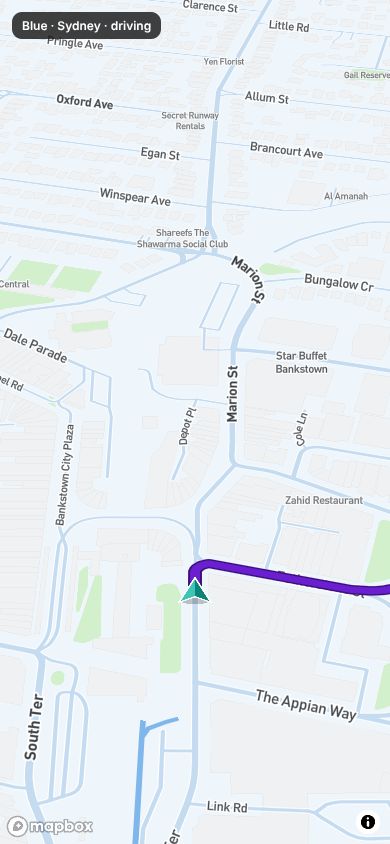 Clarence St
Blue · Sydney · driving
Little Rd
Pringle Ave
Yen Florist
Gail Reserve
Allum St
Oxford Ave
Secret Runway
Rentals
Egan St
Brancourt Ave
Winspear Ave
Al Amanah
Shareefs The
Shawarma Social Club
Marion St
Bungalow Cr
Central
Dale Parade
Star Buffet
Bankstown
Marion St
Depot Pl
Cole Ln
Bankstown City Plaza
Zahid Restaurant
South Ter
The Appian Way
Link Rd
mapbox